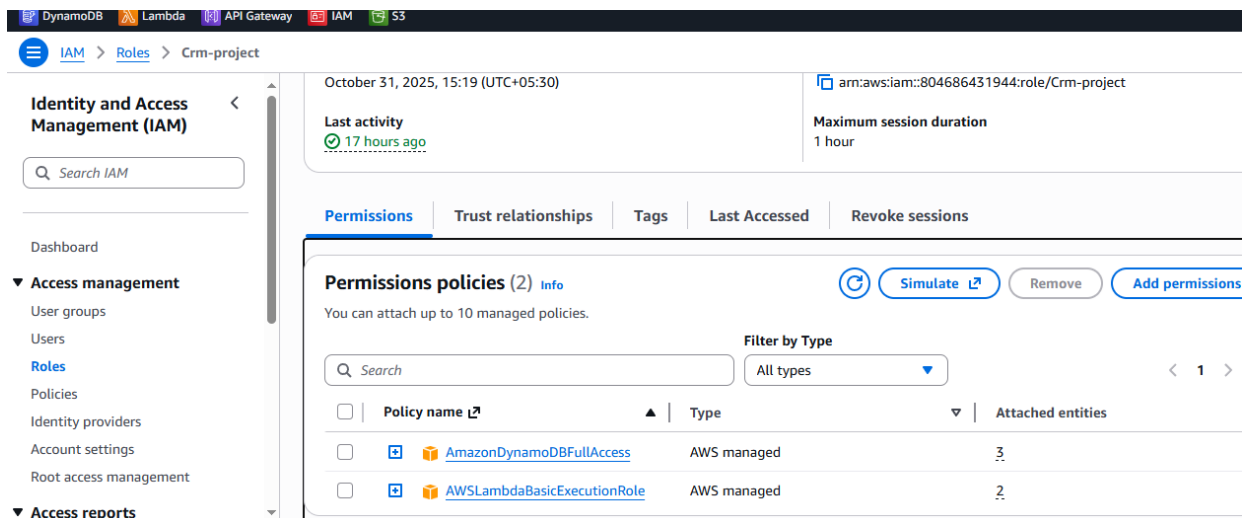 DynamoDB Lambda API Gateway IAM S3
IAM > Roles > Crm-project
Identity and Access
Management (IAM)
Search IAM
Dashboard
Access management
User groups
Users
Roles
Policies
Identity providers
Account settings
Root access management
Access reports
October 31, 2025, 15:19 (UTC+05:30)
arn:aws:iam::804686431944:role/Crm-project
Last activity
17 hours ago
Maximum session duration
1 hour
Permissions Trust relationships Tags Last Accessed Revoke sessions
Permissions policies (2) Info
Simulate Remove Add permissions
You can attach up to 10 managed policies.
Filter by Type
Search All types 1
Policy name Type Attached entities
AmazonDynamoDBFullAccess AWS managed 3
AWSLambdaBasicExecutionRole AWS managed 2